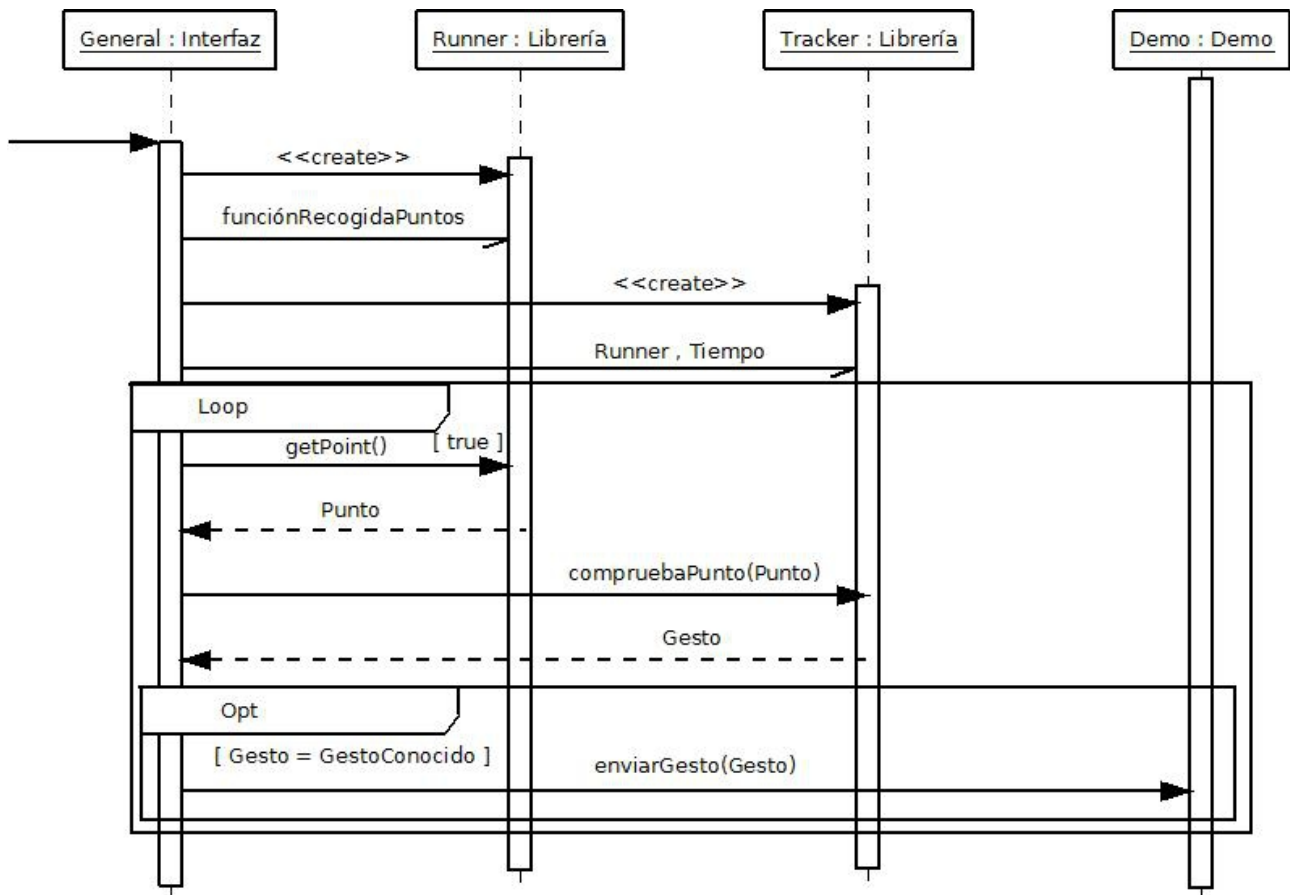 General : Interfaz
Runner : Librería
Tracker : Librería
Demo : Demo
<<create>>
funciónRecogidaPuntos
<<create>>
Runner , Tiempo
Loop
getPoint()
[ true ]
Punto
compruebaPunto(Punto)
Gesto
Opt
[ Gesto = GestoConocido ]
enviarGesto(Gesto)